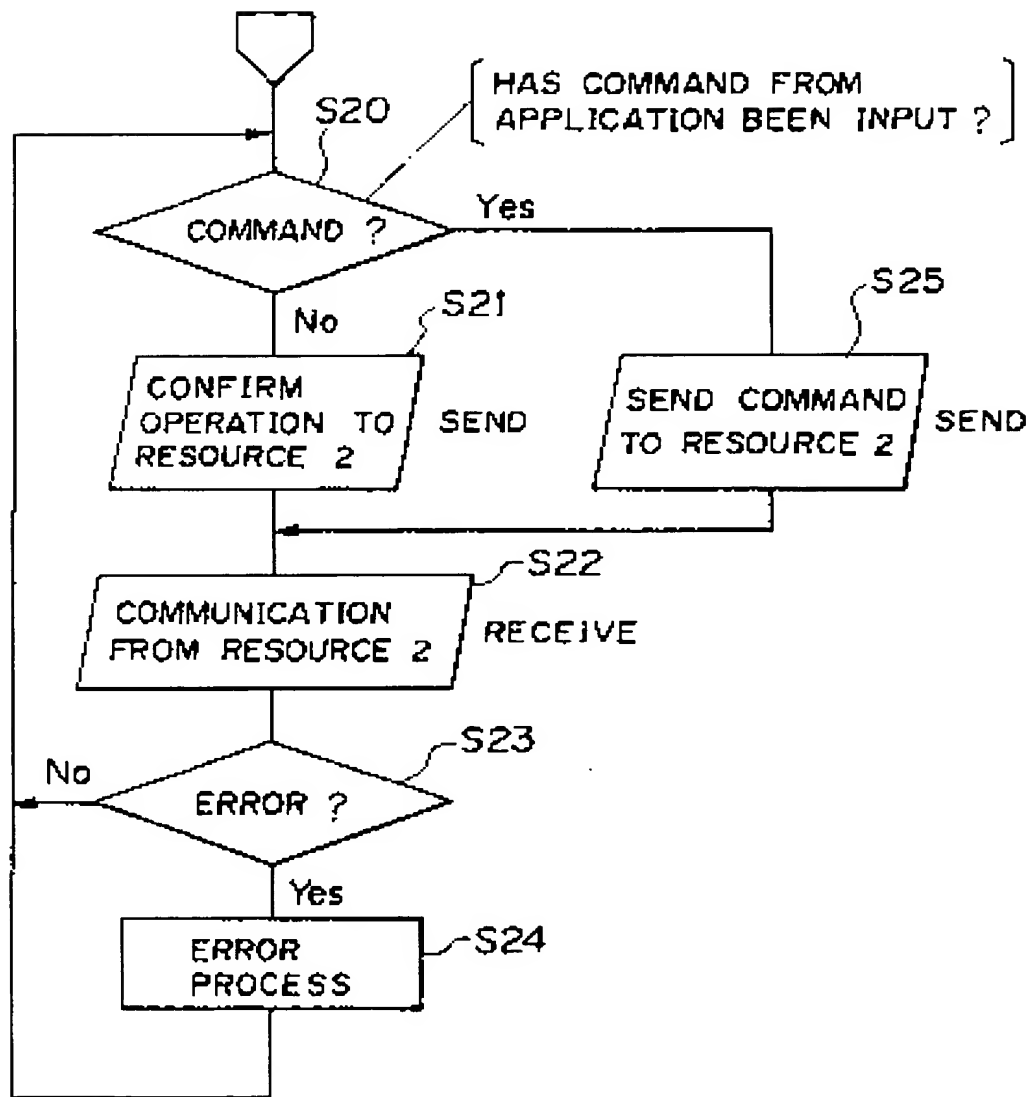 HAS COMMAND FROM
APPLICATION BEEN INPUT ?
S20
COMMAND ?
Yes
No
S21
S25
CONFIRM
OPERATION TO
RESOURCE 2
SEND
SEND COMMAND
TO RESOURCE 2
SEND
S22
COMMUNICATION
FROM RESOURCE 2
RECEIVE
S23
No
ERROR ?
Yes
S24
ERROR
PROCESS